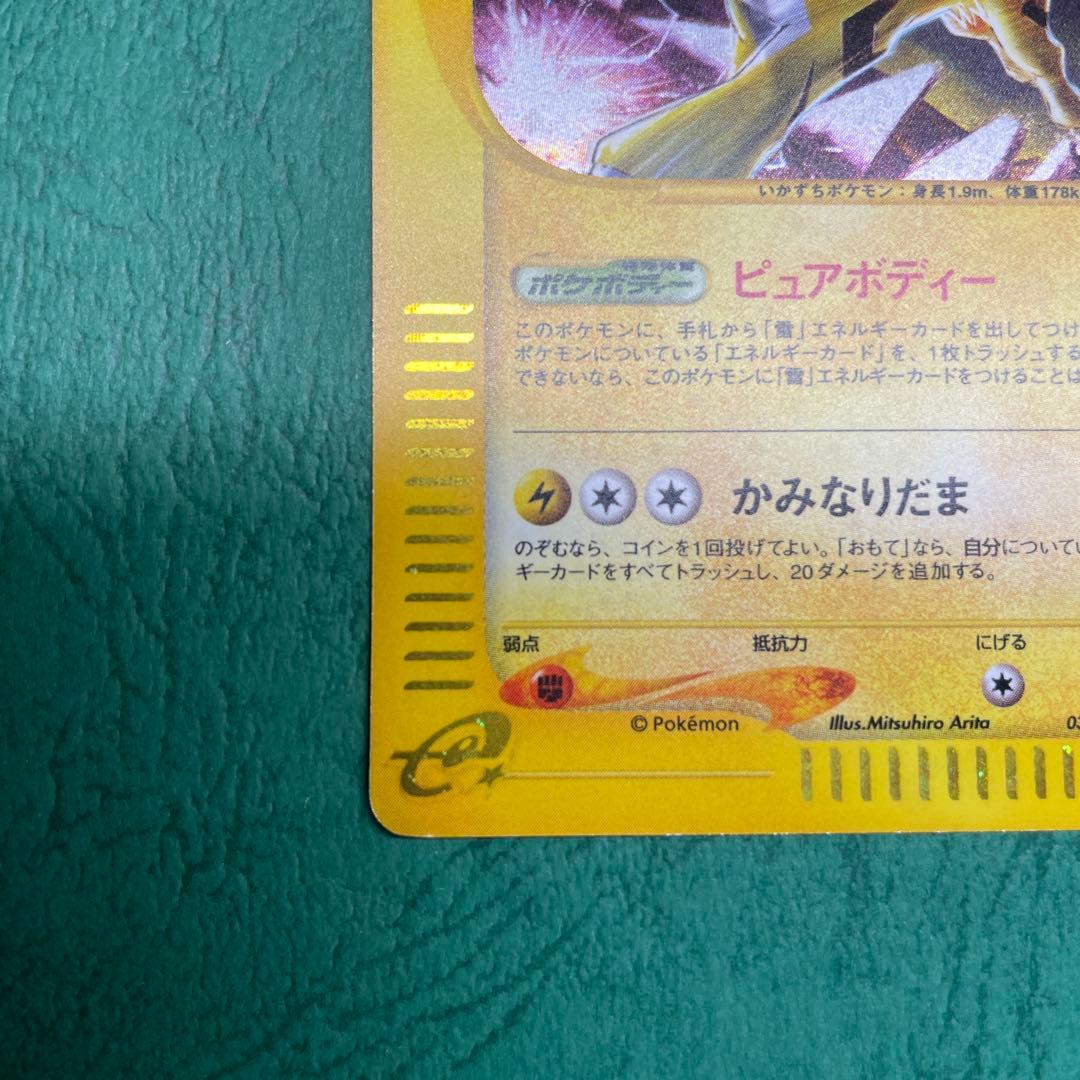 いかずちポケモン：身長1.9m、体重178k
ポケボディー
ピュアボディー
このポケモンに、手札から「雷」エネルギーカードを出してつけ
ポケモンについている「エネルギーカード」を、1枚トラッシュする
できないなら、このポケモンに「雷」エネルギーカードをつけることは
かみなりだま
のぞむなら、コインを1回投げてよい。「おもて」なら、自分についてい
ギーカードをすべてトラッシュし、20ダメージを追加する。
弱点 抵抗力 にげる
© Pokémon Illus.Mitsuhiro Arita 03
e